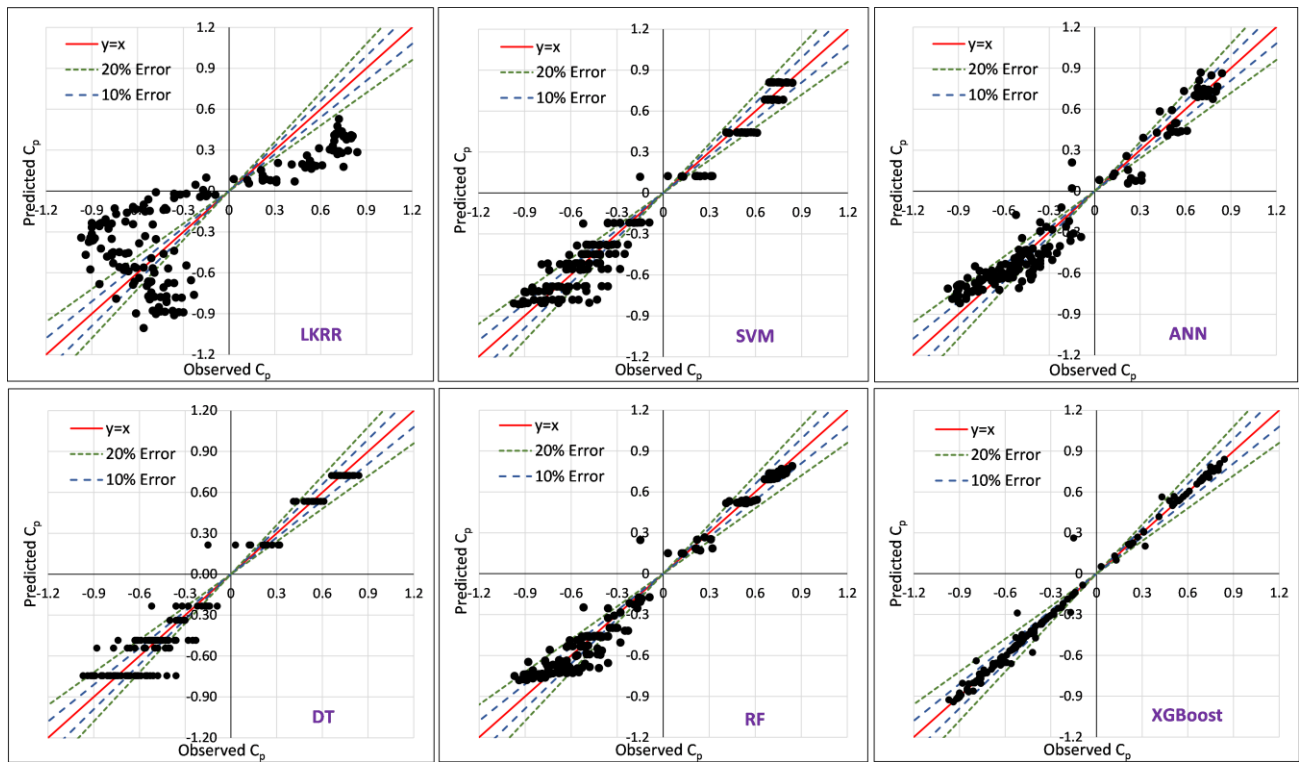 1.2
0.9
0.6
0.3
0
-0.3
-0.6
-0.9
-1.2
-1.2 -0.9 -0.6 -0.3 0 0.3 0.6 0.9 1.2
y=x
20% Error
10% Error
Predicted Cp
Observed Cp
LKRR
1.2
0.9
0.6
0.3
0
-0.3
-0.6
-0.9
-1.2
-1.2 -0.9 -0.6 -0.3 0 0.3 0.6 0.9 1.2
y=x
20% Error
10% Error
Predicted Cp
Observed Cp
SVM
1.2
0.9
0.6
0.3
0
-0.3
-0.6
-0.9
-1.2
-1.2 -0.9 -0.6 -0.3 0 0.3 0.6 0.9 1.2
y=x
20% Error
10% Error
Predicted Cp
Observed Cp
ANN
1.20
0.90
0.60
0.30
0.00
-0.30
-0.60
-0.90
-1.20
-1.2 -0.9 -0.6 -0.3 0 0.3 0.6 0.9 1.2
y=x
20% Error
10% Error
Predicted Cp
Observed Cp
DT
1.2
0.9
0.6
0.3
0
-0.3
-0.6
-0.9
-1.2
-1.2 -0.9 -0.6 -0.3 0 0.3 0.6 0.9 1.2
y=x
20% Error
10% Error
Predicted Cp
Observed Cp
RF
1.2
0.9
0.6
0.3
0
-0.3
-0.6
-0.9
-1.2
-1.2 -0.9 -0.6 -0.3 0 0.3 0.6 0.9 1.2
y=x
20% Error
10% Error
Predicted Cp
Observed Cp
XGBoost